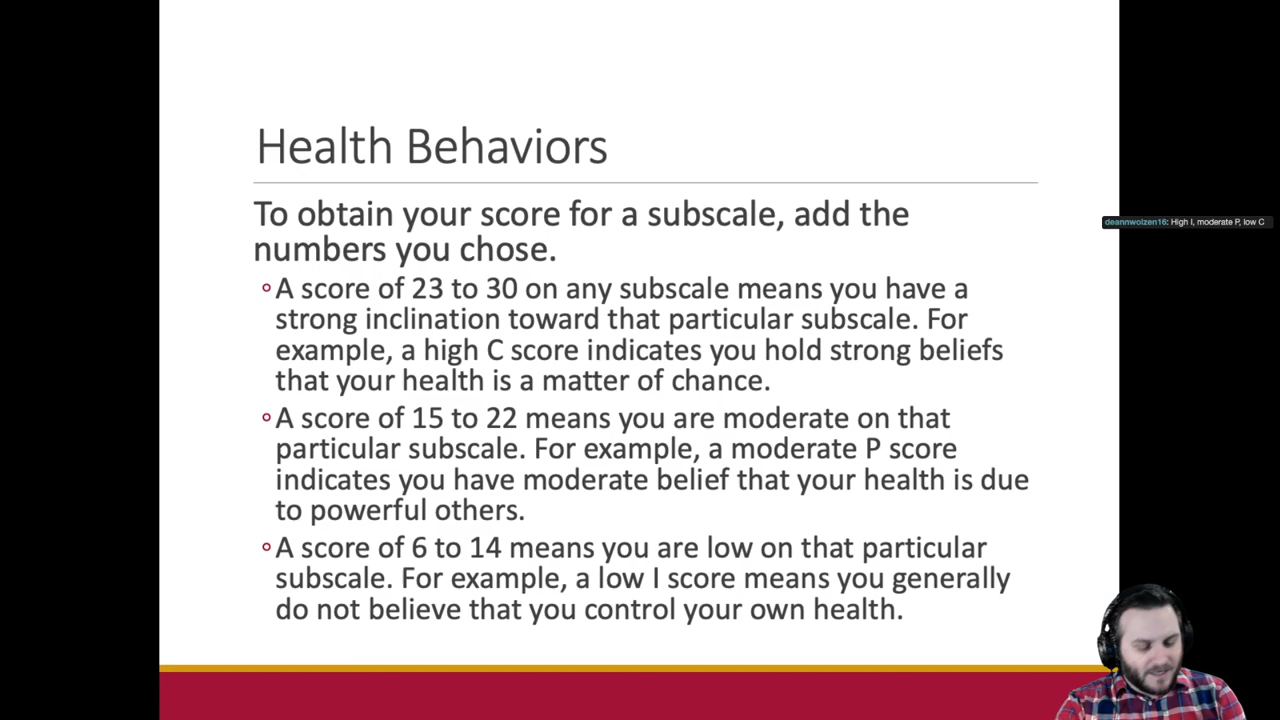 Health Behaviors
To obtain your score for a subscale, add the
numbers you chose.
deannwolzen16: High I, moderate P, low C
A score of 23 to 30 on any subscale means you have a
strong inclination toward that particular subscale. For
example, a high C score indicates you hold strong beliefs
that your health is a matter of chance.
A score of 15 to 22 means you are moderate on that
particular subscale. For example, a moderate P score
indicates you have moderate belief that your health is due
to powerful others.
A score of 6 to 14 means you are low on that particular
subscale. For example, a low I score means you generally
do not believe that you control your own health.